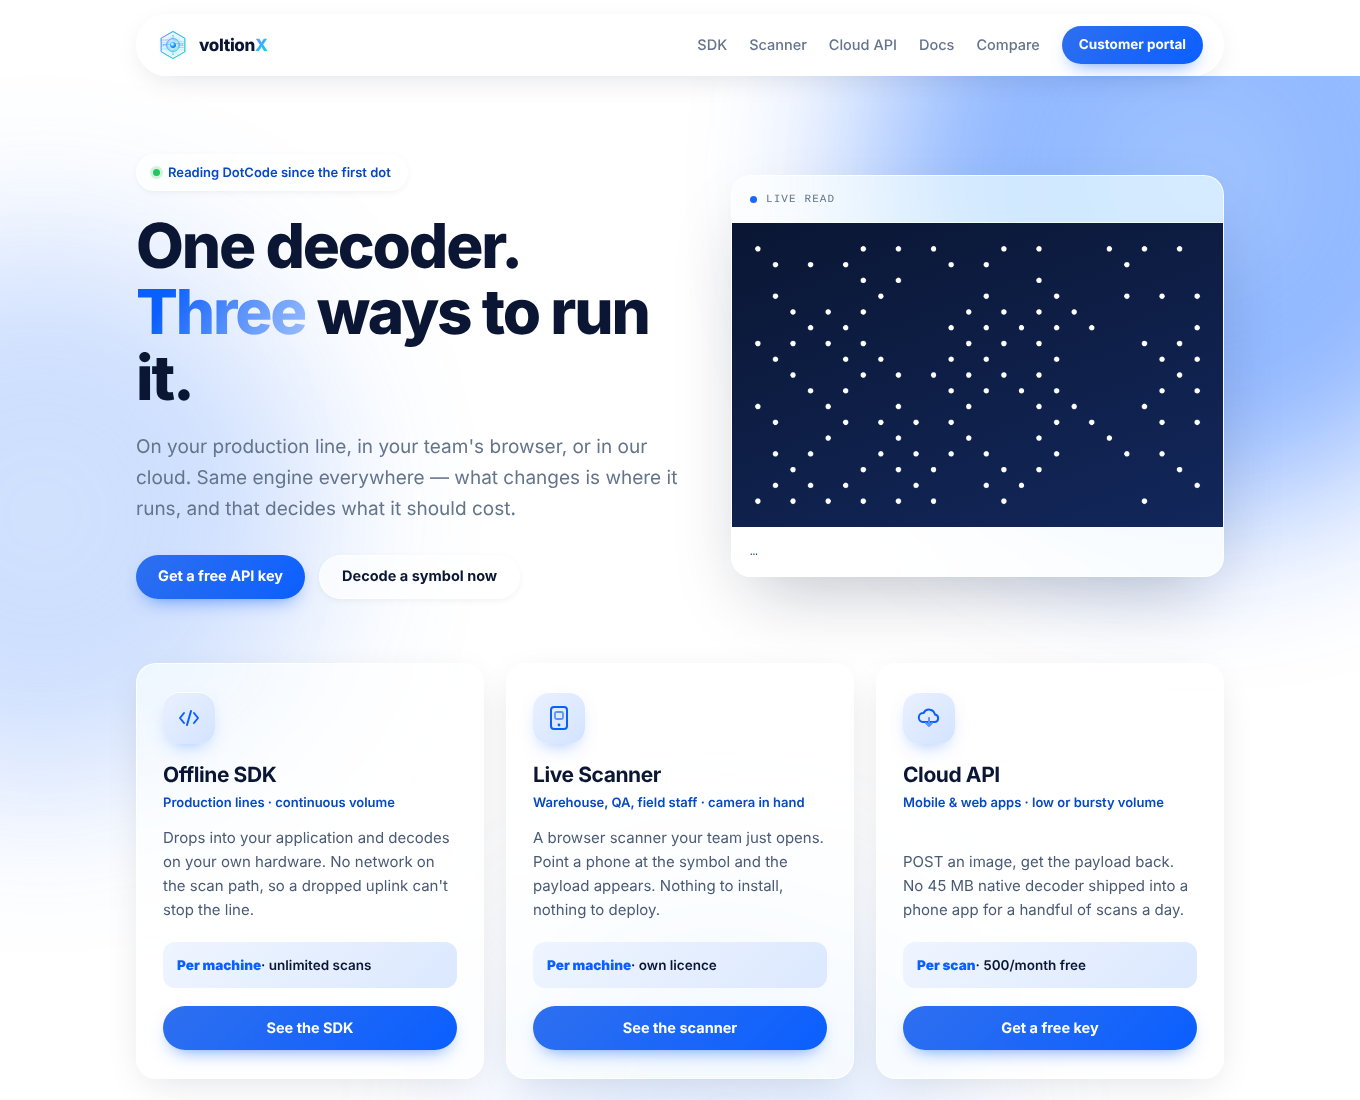 voltionX
SDK Scanner Cloud API Docs Compare Customer portal
Reading DotCode since the first dot
One decoder.
Three ways to run
it.
On your production line, in your team's browser, or in our
cloud. Same engine everywhere — what changes is where it
runs, and that decides what it should cost.
Get a free API key
Decode a symbol now
LIVE READ
…
Offline SDK
Production lines · continuous volume
Drops into your application and decodes
on your own hardware. No network on
the scan path, so a dropped uplink can't
stop the line.
Per machine· unlimited scans
See the SDK
Live Scanner
Warehouse, QA, field staff · camera in hand
A browser scanner your team just opens.
Point a phone at the symbol and the
payload appears. Nothing to install,
nothing to deploy.
Per machine· own licence
See the scanner
Cloud API
Mobile & web apps · low or bursty volume
POST an image, get the payload back.
No 45 MB native decoder shipped into a
phone app for a handful of scans a day.
Per scan· 500/month free
Get a free key